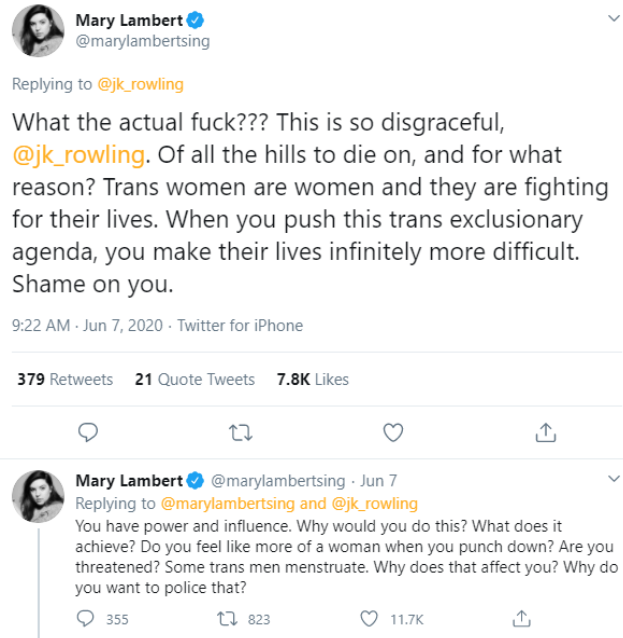 Mary Lambert
@marylambertsing
Replying to @jk_rowling
What the actual fuck??? This is so disgraceful,
@jk_rowling. Of all the hills to die on, and for what
reason? Trans women are women and they are fighting
for their lives. When you push this trans exclusionary
agenda, you make their lives infinitely more difficult.
Shame on you.
9:22 AM · Jun 7, 2020 · Twitter for iPhone
379 Retweets 21 Quote Tweets 7.8K Likes
Mary Lambert @marylambertsing · Jun 7
Replying to @marylambertsing and @jk_rowling
You have power and influence. Why would you do this? What does it
achieve? Do you feel like more of a woman when you punch down? Are you
threatened? Some trans men menstruate. Why does that affect you? Why do
you want to police that?
355 823 11.7K